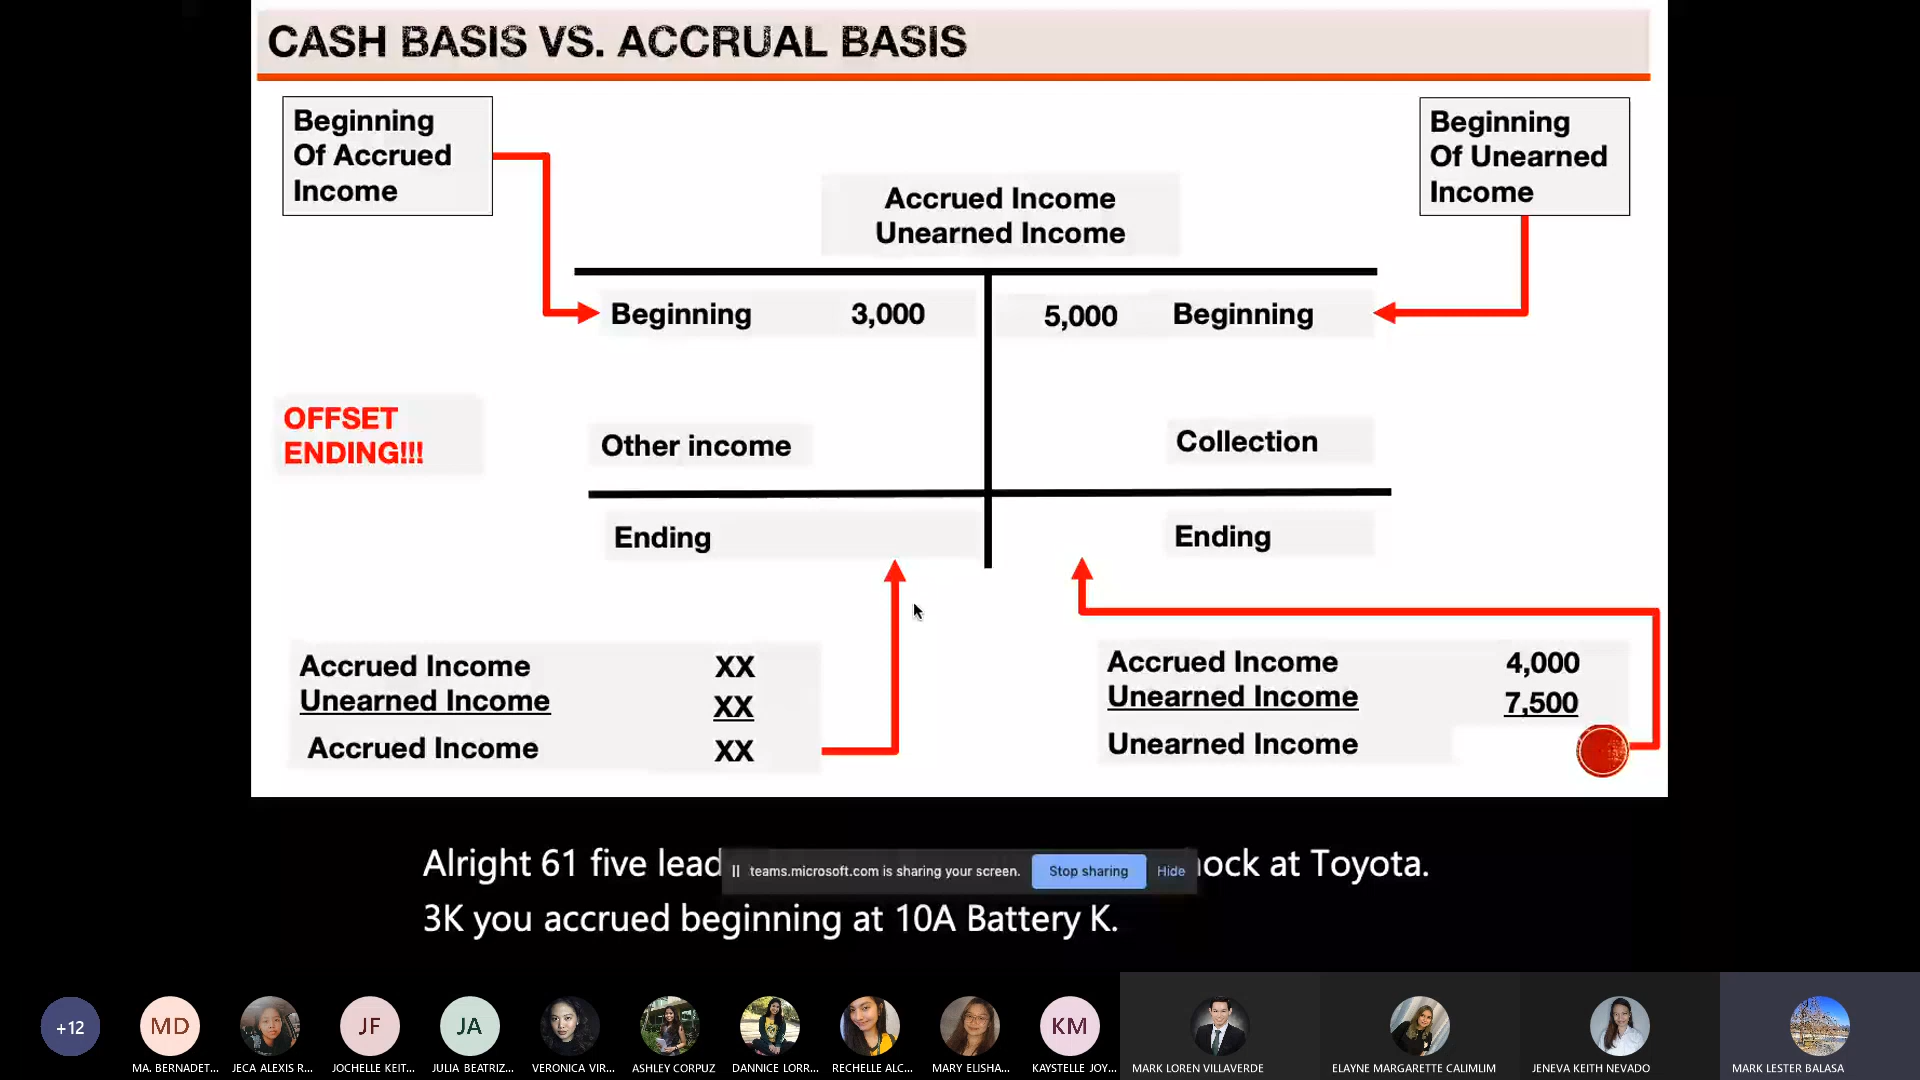 CASH BASIS VS. ACCRUAL BASIS
Beginning
Of Accrued
Income
Beginning
Of Unearned
Income
Accrued Income
Unearned Income
Beginning 3,000 5,000 Beginning
OFFSET
ENDING!!!
Other income Collection
Ending Ending
Accrued Income XX
Unearned Income XX
Accrued Income XX
Accrued Income 4,000
Unearned Income 7,500
Unearned Income
Alright 61 five lead at Toyota.
teams.microsoft.com is sharing your screen. Stop sharing Hide
3K you accrued beginning at 10A Battery K.
+12 MD JF JA KM
MA. BERNADET... JECA ALEXIS R... JOCHELLE KEIT... JULIA BEATRIZ... VERONICA VIR... ASHLEY CORPUZ DANNICE LORR... RECHELLE ALC... MARY ELISHA... KAYSTELLE JOY... MARK LOREN VILLAVERDE ELAYNE MARGARETTE CALIMLIM JENEVA KEITH NEVADO MARK LESTER BALASA